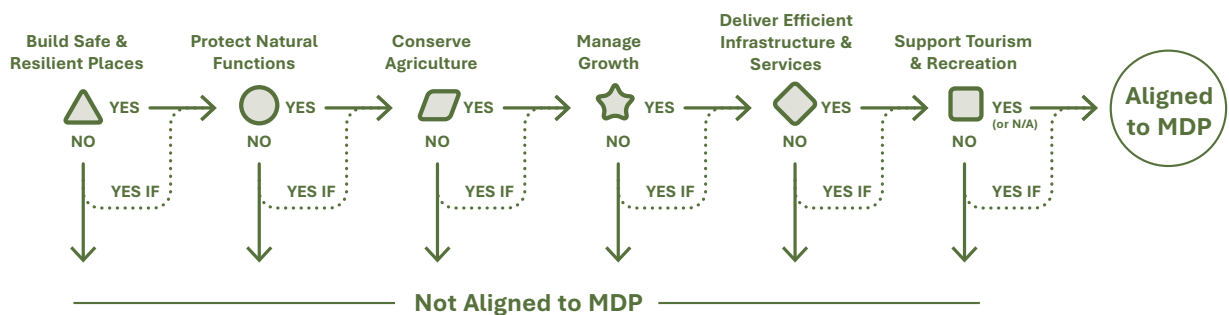 Build Safe &
Resilient Places
YES
NO
YES IF
Protect Natural
Functions
YES
NO
YES IF
Conserve
Agriculture
YES
NO
YES IF
Manage
Growth
YES
NO
YES IF
Deliver Efficient
Infrastructure &
Services
YES
NO
YES IF
Support Tourism
& Recreation
YES
(or N/A)
NO
YES IF
Aligned
to MDP
Not Aligned to MDP